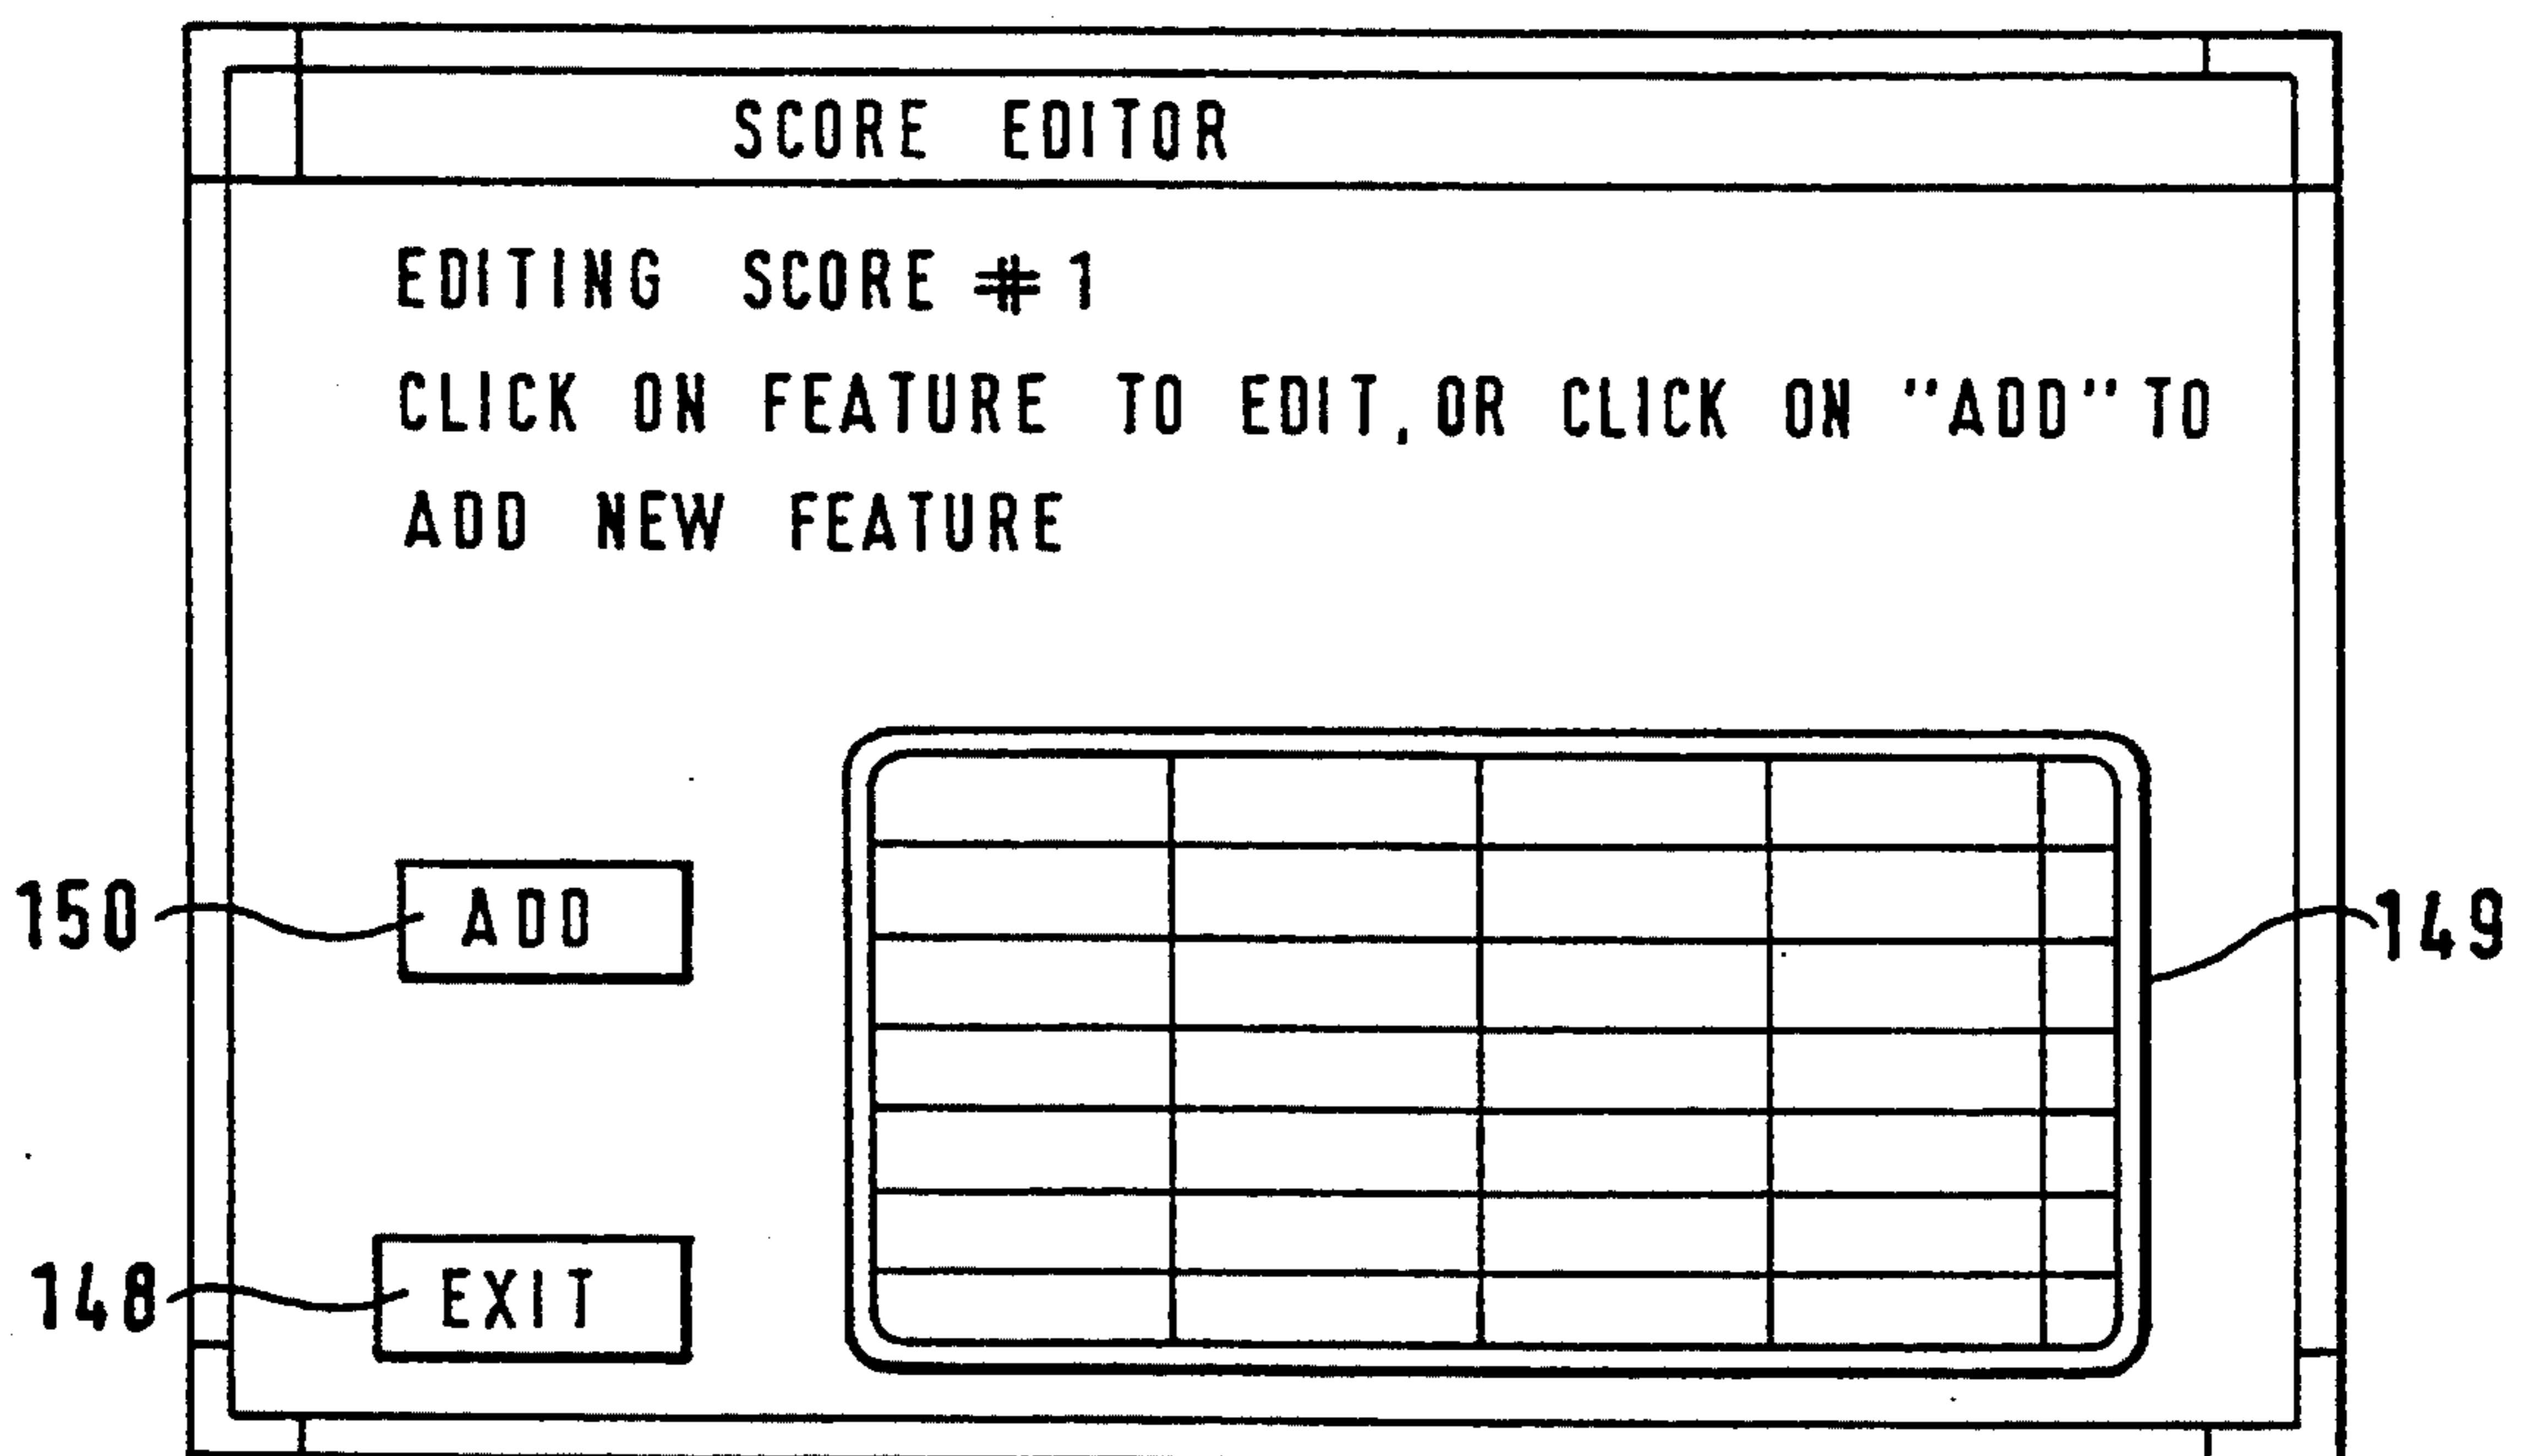 SCORE EDITOR
EDITING SCORE # 1
CLICK ON FEATURE TO EDIT, OR CLICK ON "ADD" TO
ADD NEW FEATURE
150
ADD
149
148
EXIT